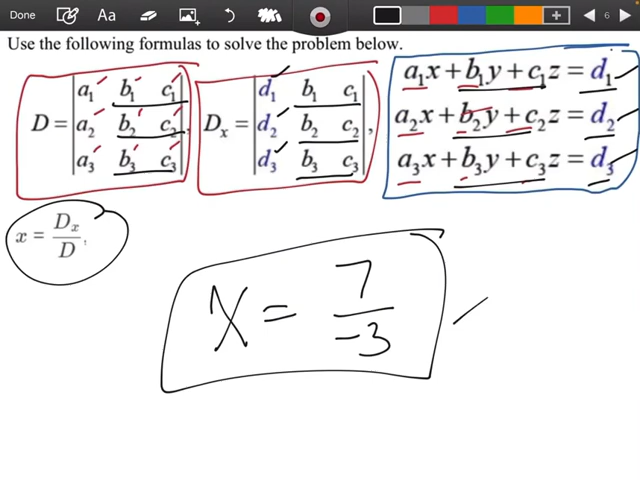 Done Aa 6
Use the following formulas to solve the problem below.
D = | a₁ b₁ c₁ |
| a₂ b₂ c₂ |,
| a₃ b₃ c₃ |
Dₓ = | d₁ b₁ c₁ |
| d₂ b₂ c₂ |,
| d₃ b₃ c₃ |
a₁x + b₁y + c₁z = d₁
a₂x + b₂y + c₂z = d₂
a₃x + b₃y + c₃z = d₃
x = Dₓ/D,
X = 7/-3